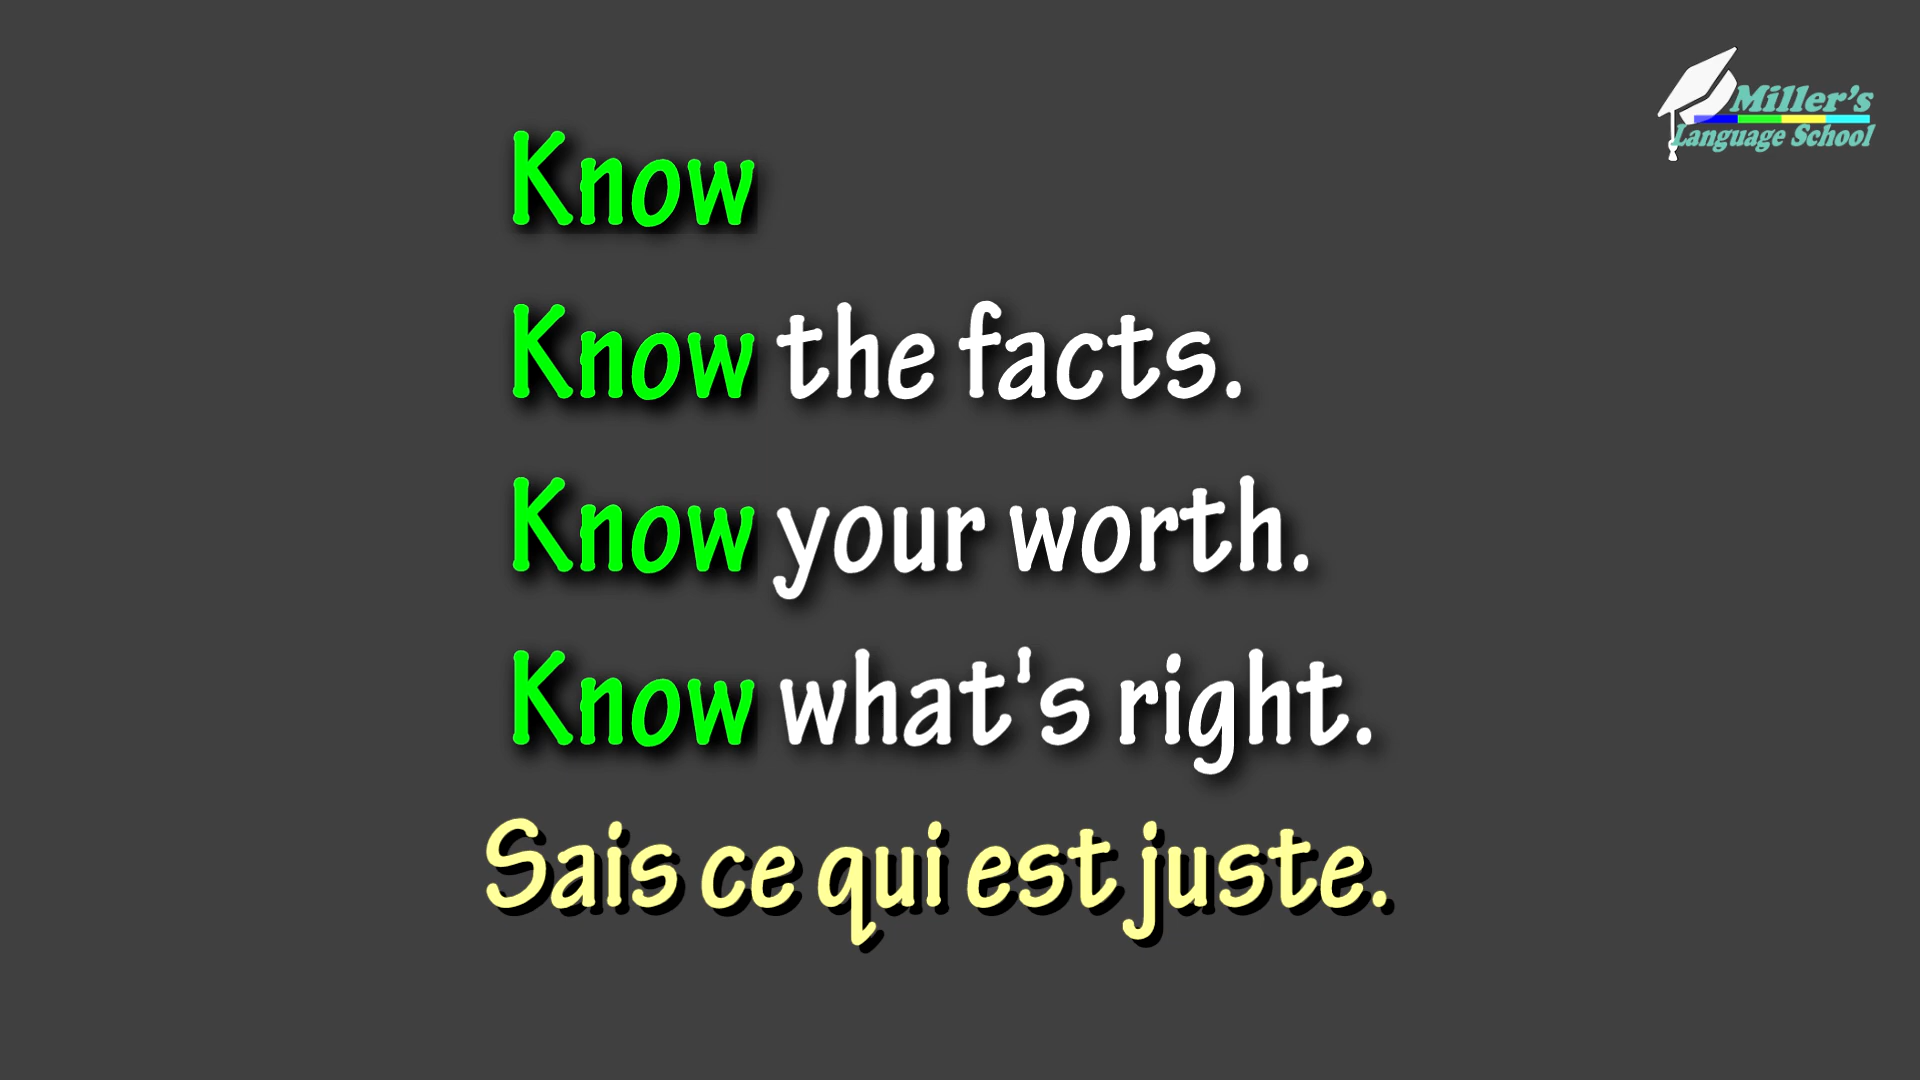 Miller's
Language School
Know
Know the facts.
Know your worth.
Know what's right.
Sais ce qui est juste.